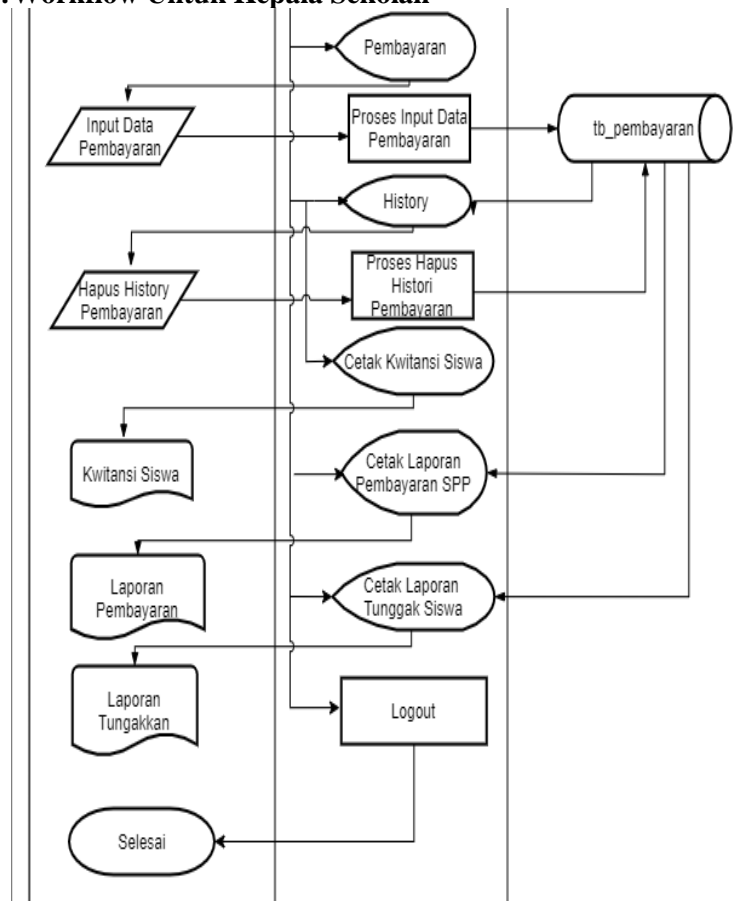 .Workflow Untuk Kepala Sekolah
Pembayaran
Input Data
Pembayaran
Proses Input Data
Pembayaran
tb_pembayaran
History
Hapus History
Pembayaran
Proses Hapus
Histori
Pembayaran
Cetak Kwitansi Siswa
Kwitansi Siswa
Cetak Laporan
Pembayaran SPP
Laporan
Pembayaran
Cetak Laporan
Tunggak Siswa
Laporan
Tungakkan
Logout
Selesai